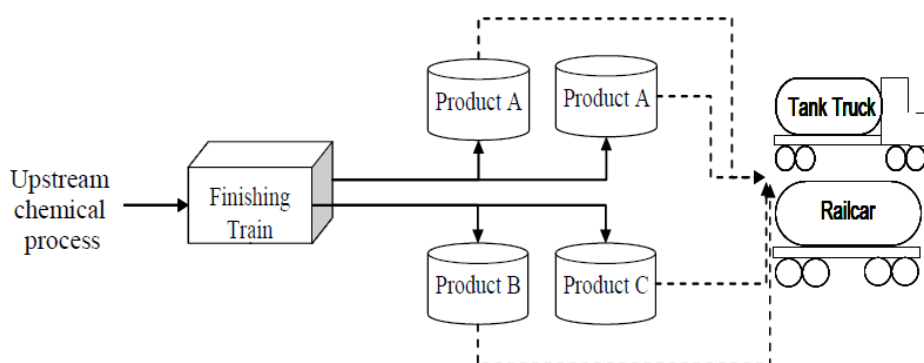 Upstream
chemical
process
Finishing
Train
Product A
Product A
Product B
Product C
Tank Truck
Railcar